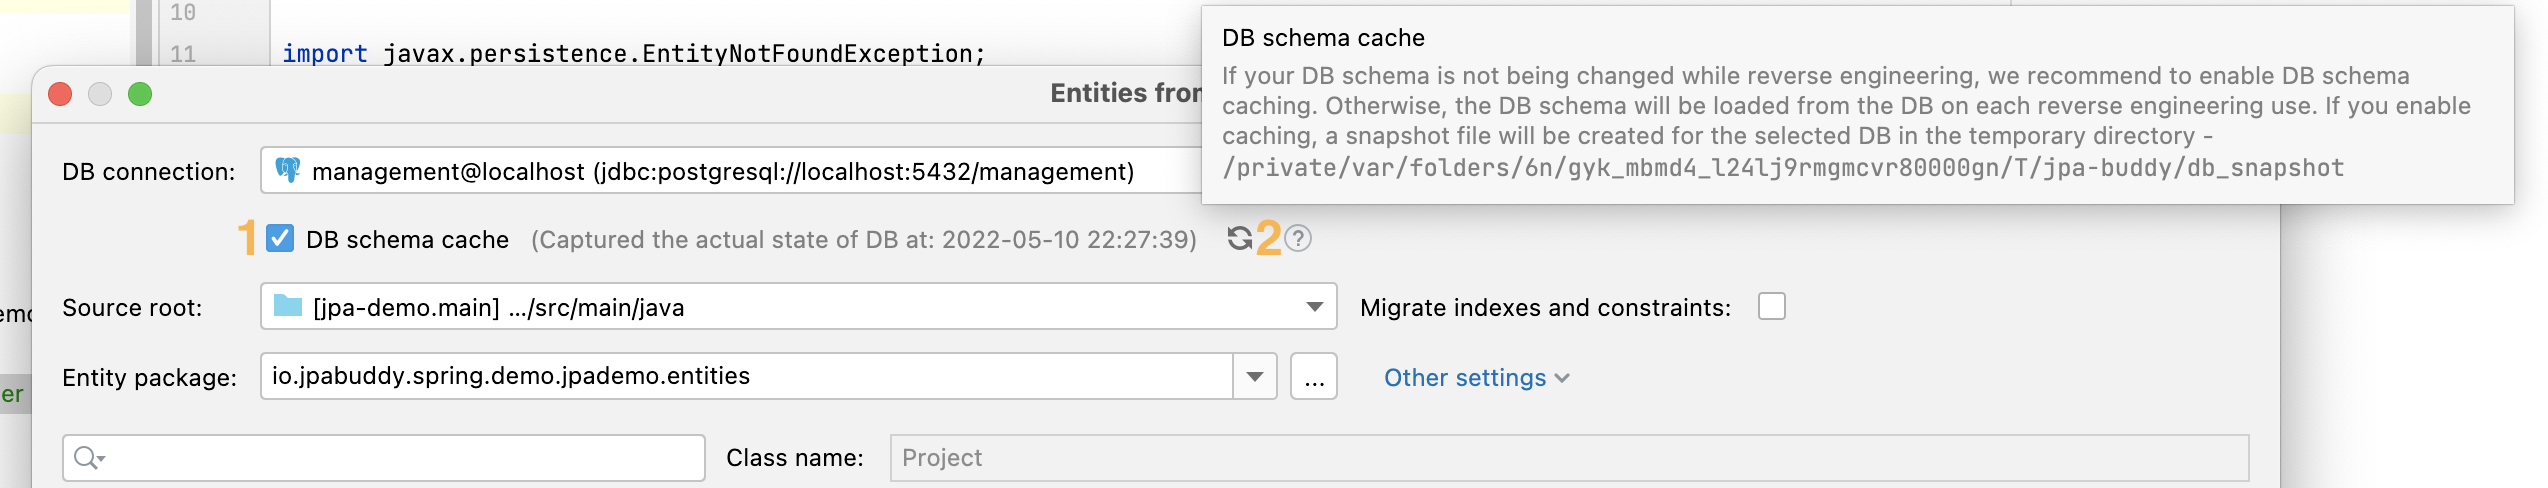 10
11 import javax.persistence.EntityNotFoundException;
DB schema cache
If your DB schema is not being changed while reverse engineering, we recommend to enable DB schema
caching. Otherwise, the DB schema will be loaded from the DB on each reverse engineering use. If you enable
caching, a snapshot file will be created for the selected DB in the temporary directory -
/private/var/folders/6n/gyk_mbmd4_l24lj9rmgmcvr80000gn/T/jpa-buddy/db_snapshot
Entities from
DB connection: management@localhost (jdbc:postgresql://localhost:5432/management)
1 DB schema cache (Captured the actual state of DB at: 2022-05-10 22:27:39) 2 ?
Source root: [jpa-demo.main] .../src/main/java Migrate indexes and constraints:
Entity package: io.jpabuddy.spring.demo.jpademo.entities ... Other settings
er
Class name: Project